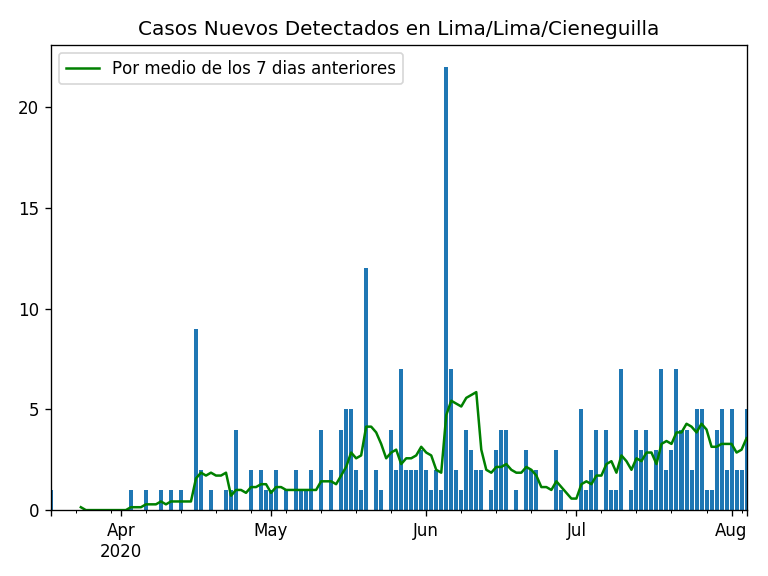 Casos Nuevos Detectados en Lima/Lima/Cieneguilla
Por medio de los 7 dias anteriores
20
15
10
5
0
Apr
2020
May
Jun
Jul
Aug